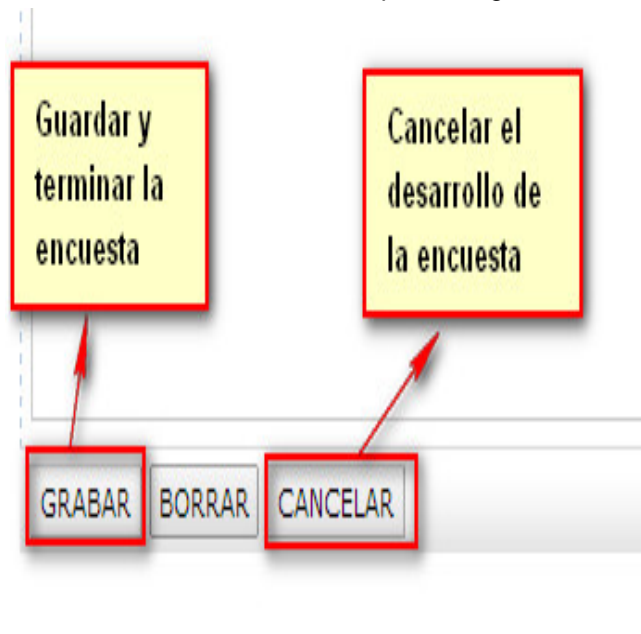 Guardar y
terminar la
encuesta
Cancelar el
desarrollo de
la encuesta
GRABAR BORRAR CANCELAR